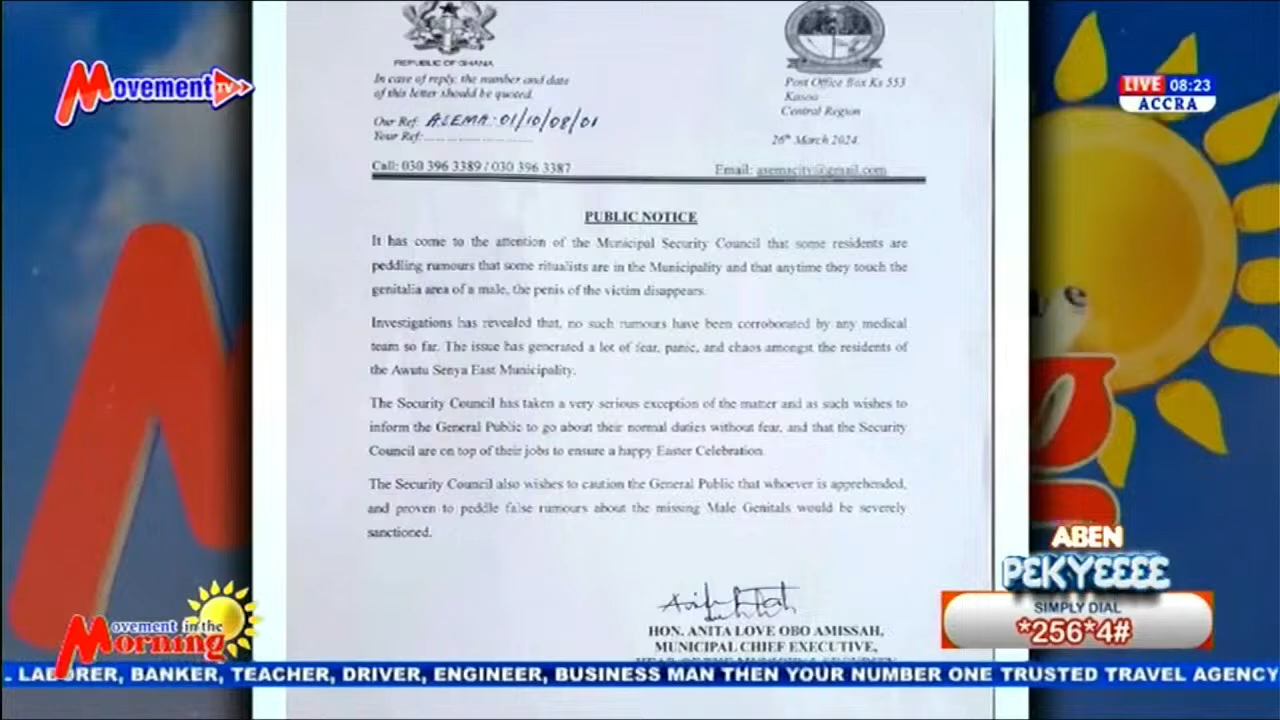 Movement TV
LIVE 08:23
ACCRA
REPUBLIC OF GHANA
In case of reply, the number and date
of this letter should be quoted.
Our Ref: ASEMA: 01/10/08/01
Your Ref:
Call: 030 396 3389 / 030 396 3387
Post Office Box Ks 553
Kasoa
Central Region
26th March 2024
Email: asemacity@gmail.com
PUBLIC NOTICE
It has come to the attention of the Municipal Security Council that some residents are
peddling rumours that some ritualists are in the Municipality and that anytime they touch the
genitalia area of a male, the penis of the victim disappears.
Investigations has revealed that, no such rumours have been corroborated by any medical
team so far. The issue has generated a lot of fear, panic, and chaos amongst the residents of
the Awutu Senya East Municipality.
The Security Council has taken a very serious exception of the matter and as such wishes to
inform the General Public to go about their normal duties without fear, and that the Security
Council are on top of their jobs to ensure a happy Easter Celebration.
The Security Council also wishes to caution the General Public that whoever is apprehended,
and proven to peddle false rumours about the missing Male Genitals would be severely
sanctioned.
HON. ANITA LOVE OBO AMISSAH,
MUNICIPAL CHIEF EXECUTIVE,
ABEN
PƐKYƐƐƐƐ
SIMPLY DIAL
*256*4#
Movement in the
Morning
LABORER, BANKER, TEACHER, DRIVER, ENGINEER, BUSINESS MAN THEN YOUR NUMBER ONE TRUSTED TRAVEL AGENCY